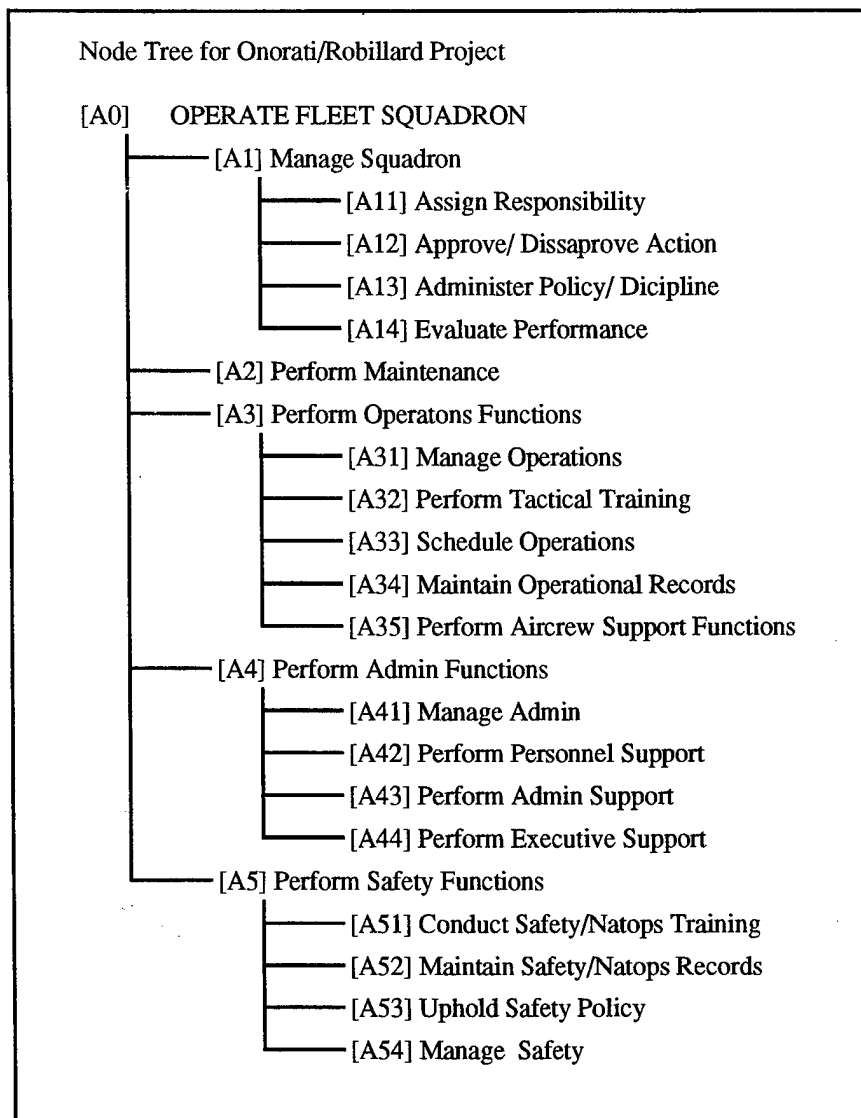 Node Tree for Onorati/Robillard Project
[A0] OPERATE FLEET SQUADRON
[A1] Manage Squadron
[A11] Assign Responsibility
[A12] Approve/ Dissaprove Action
[A13] Administer Policy/ Dicipline
[A14] Evaluate Performance
[A2] Perform Maintenance
[A3] Perform Operatons Functions
[A31] Manage Operations
[A32] Perform Tactical Training
[A33] Schedule Operations
[A34] Maintain Operational Records
[A35] Perform Aircrew Support Functions
[A4] Perform Admin Functions
[A41] Manage Admin
[A42] Perform Personnel Support
[A43] Perform Admin Support
[A44] Perform Executive Support
[A5] Perform Safety Functions
[A51] Conduct Safety/Natops Training
[A52] Maintain Safety/Natops Records
[A53] Uphold Safety Policy
[A54] Manage Safety